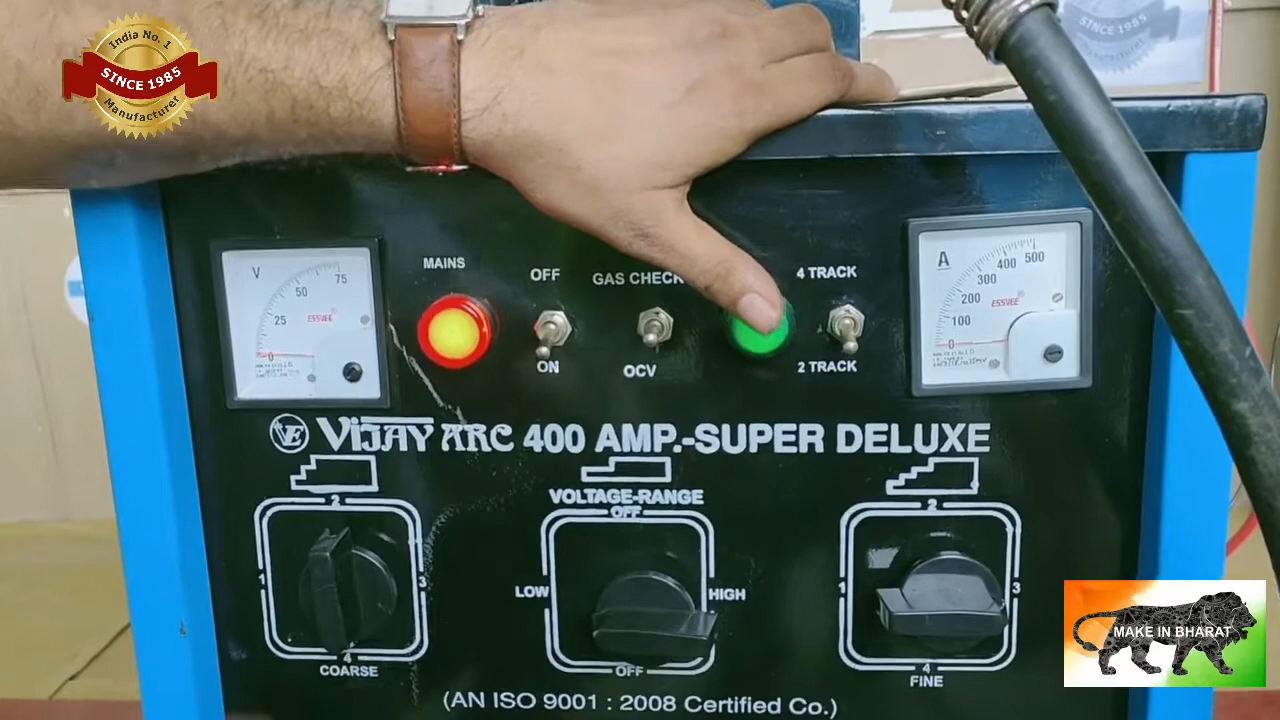 India No. 1
SINCE 1985
Manufacturer
SINCE 1985
V
25
50
75
0
ESSVEE
MAINS
OFF
ON
GAS CHECK
OCV
4 TRACK
2 TRACK
A
0
100
200
300
400
500
ESSVEE
VE VIJAY ARC 400 AMP.-SUPER DELUXE
VOLTAGE-RANGE
2
1
3
4
COARSE
OFF
LOW
HIGH
OFF
2
1
3
4
FINE
MAKE IN BHARAT
(AN ISO 9001 : 2008 Certified Co.)